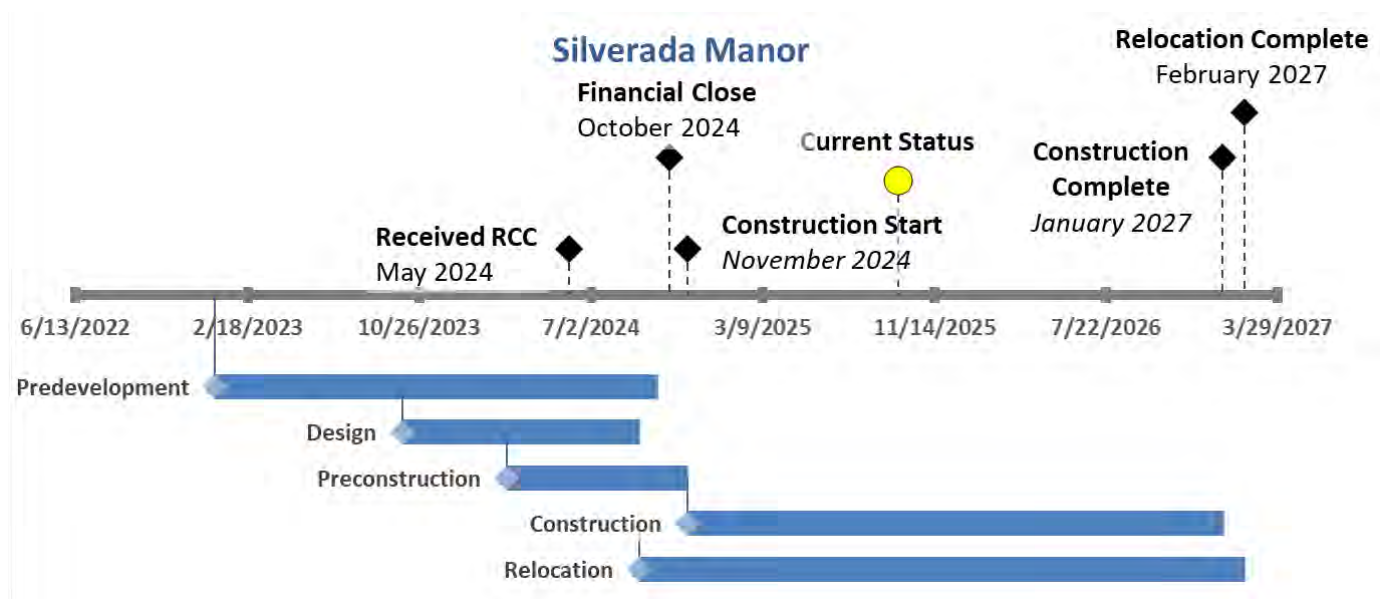 Silverada Manor
Relocation Complete
February 2027
Financial Close
October 2024
Current Status
Construction
Complete
January 2027
Received RCC
May 2024
Construction Start
November 2024
6/13/2022 2/18/2023 10/26/2023 7/2/2024 3/9/2025 11/14/2025 7/22/2026 3/29/2027
Predevelopment
Design
Preconstruction
Construction
Relocation